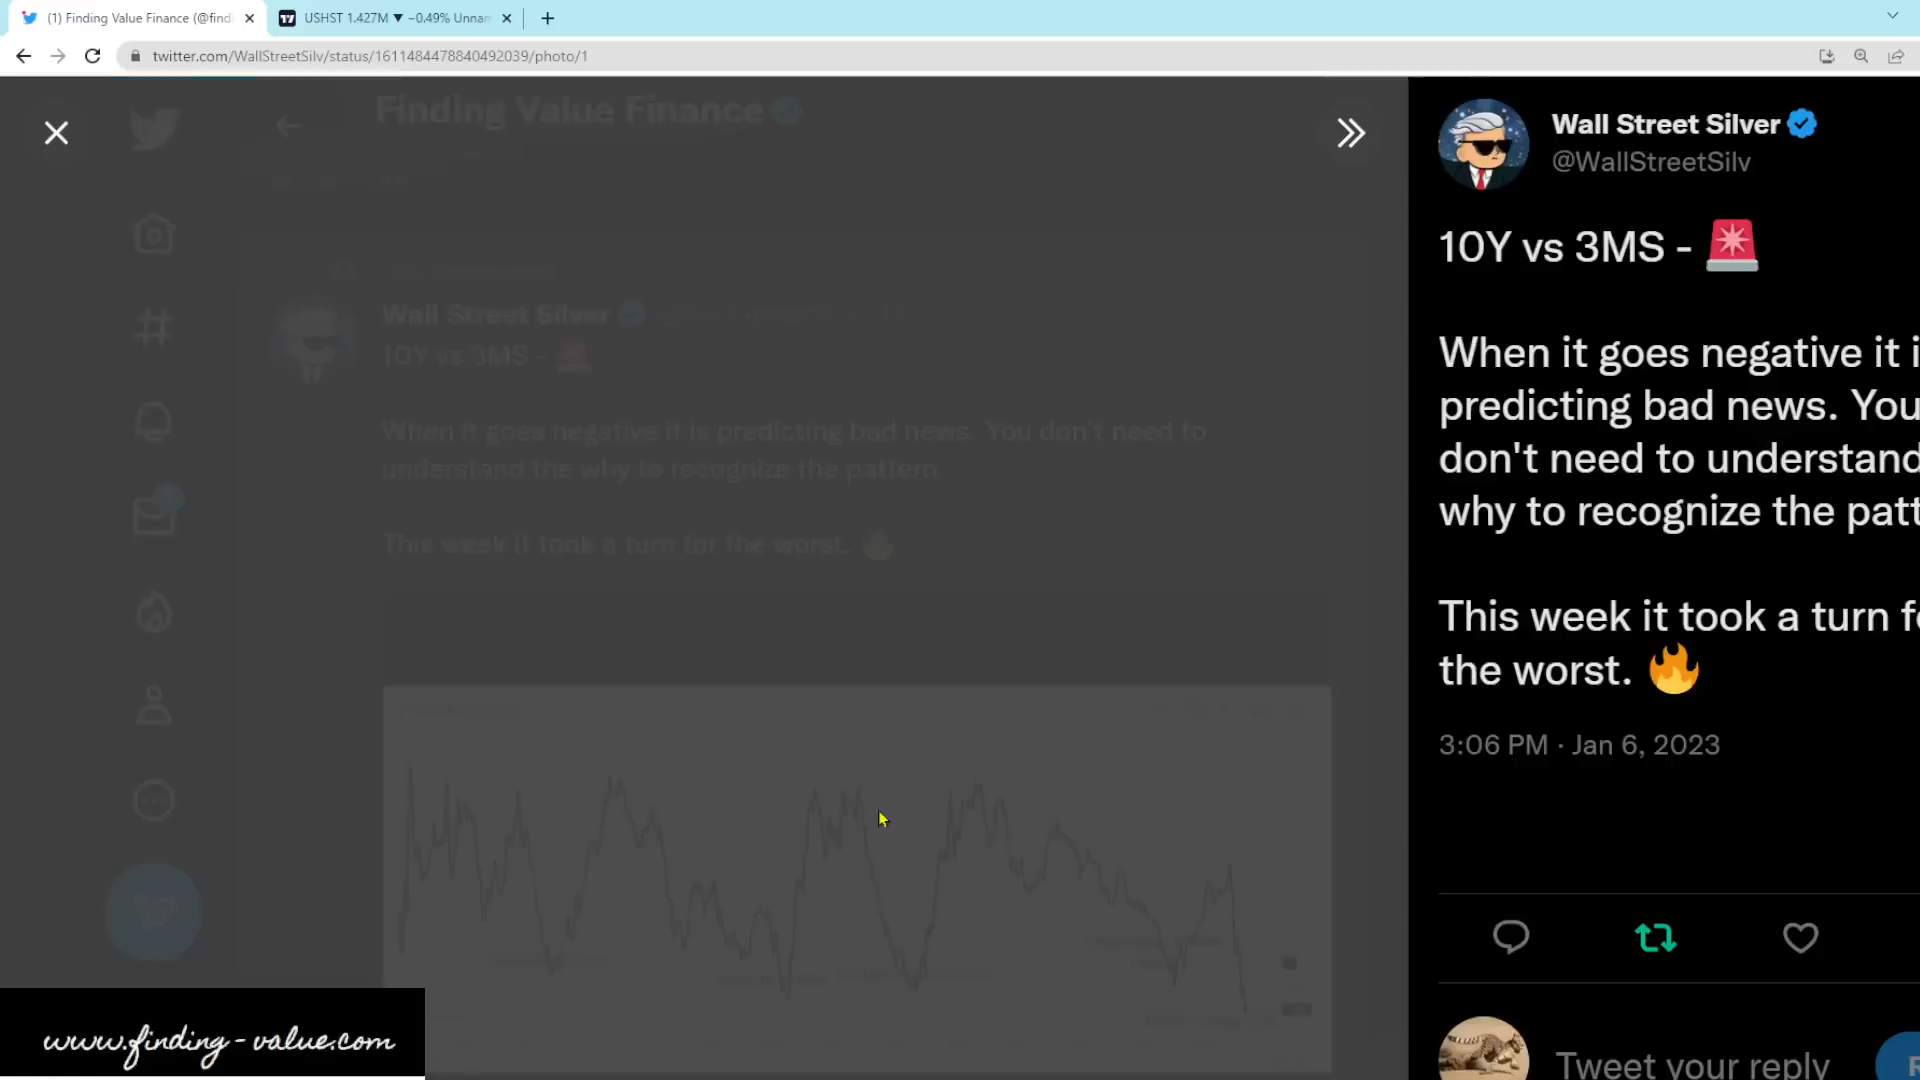 (1) Finding Value Finance (@find
USHST 1.427M ▼ −0.49% Unnam
twitter.com/WallStreetSilv/status/1611484478840492039/photo/1
Finding Value Finance
Wall Street Silver
10Y vs 3MS -
When it goes negative it is predicting bad news. You don't need to
understand the why to recognize the pattern
This week it took a turn for the worst.
www.finding-value.com
Wall Street Silver
@WallStreetSilv
10Y vs 3MS - 🚨
When it goes negative it i
predicting bad news. You
don't need to understand
why to recognize the patt
This week it took a turn fo
the worst. 🔥
3:06 PM · Jan 6, 2023
Tweet your reply